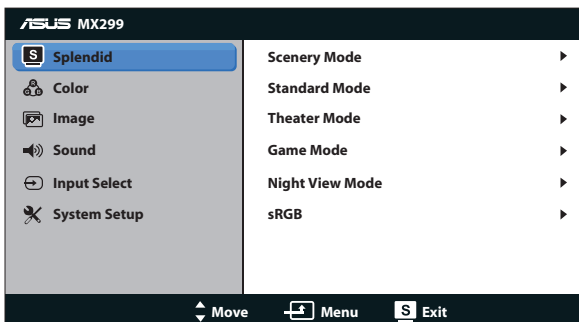 ASUS MX299
S Splendid
Color
Image
Sound
Input Select
System Setup
Scenery Mode
Standard Mode
Theater Mode
Game Mode
Night View Mode
sRGB
Move Menu S Exit